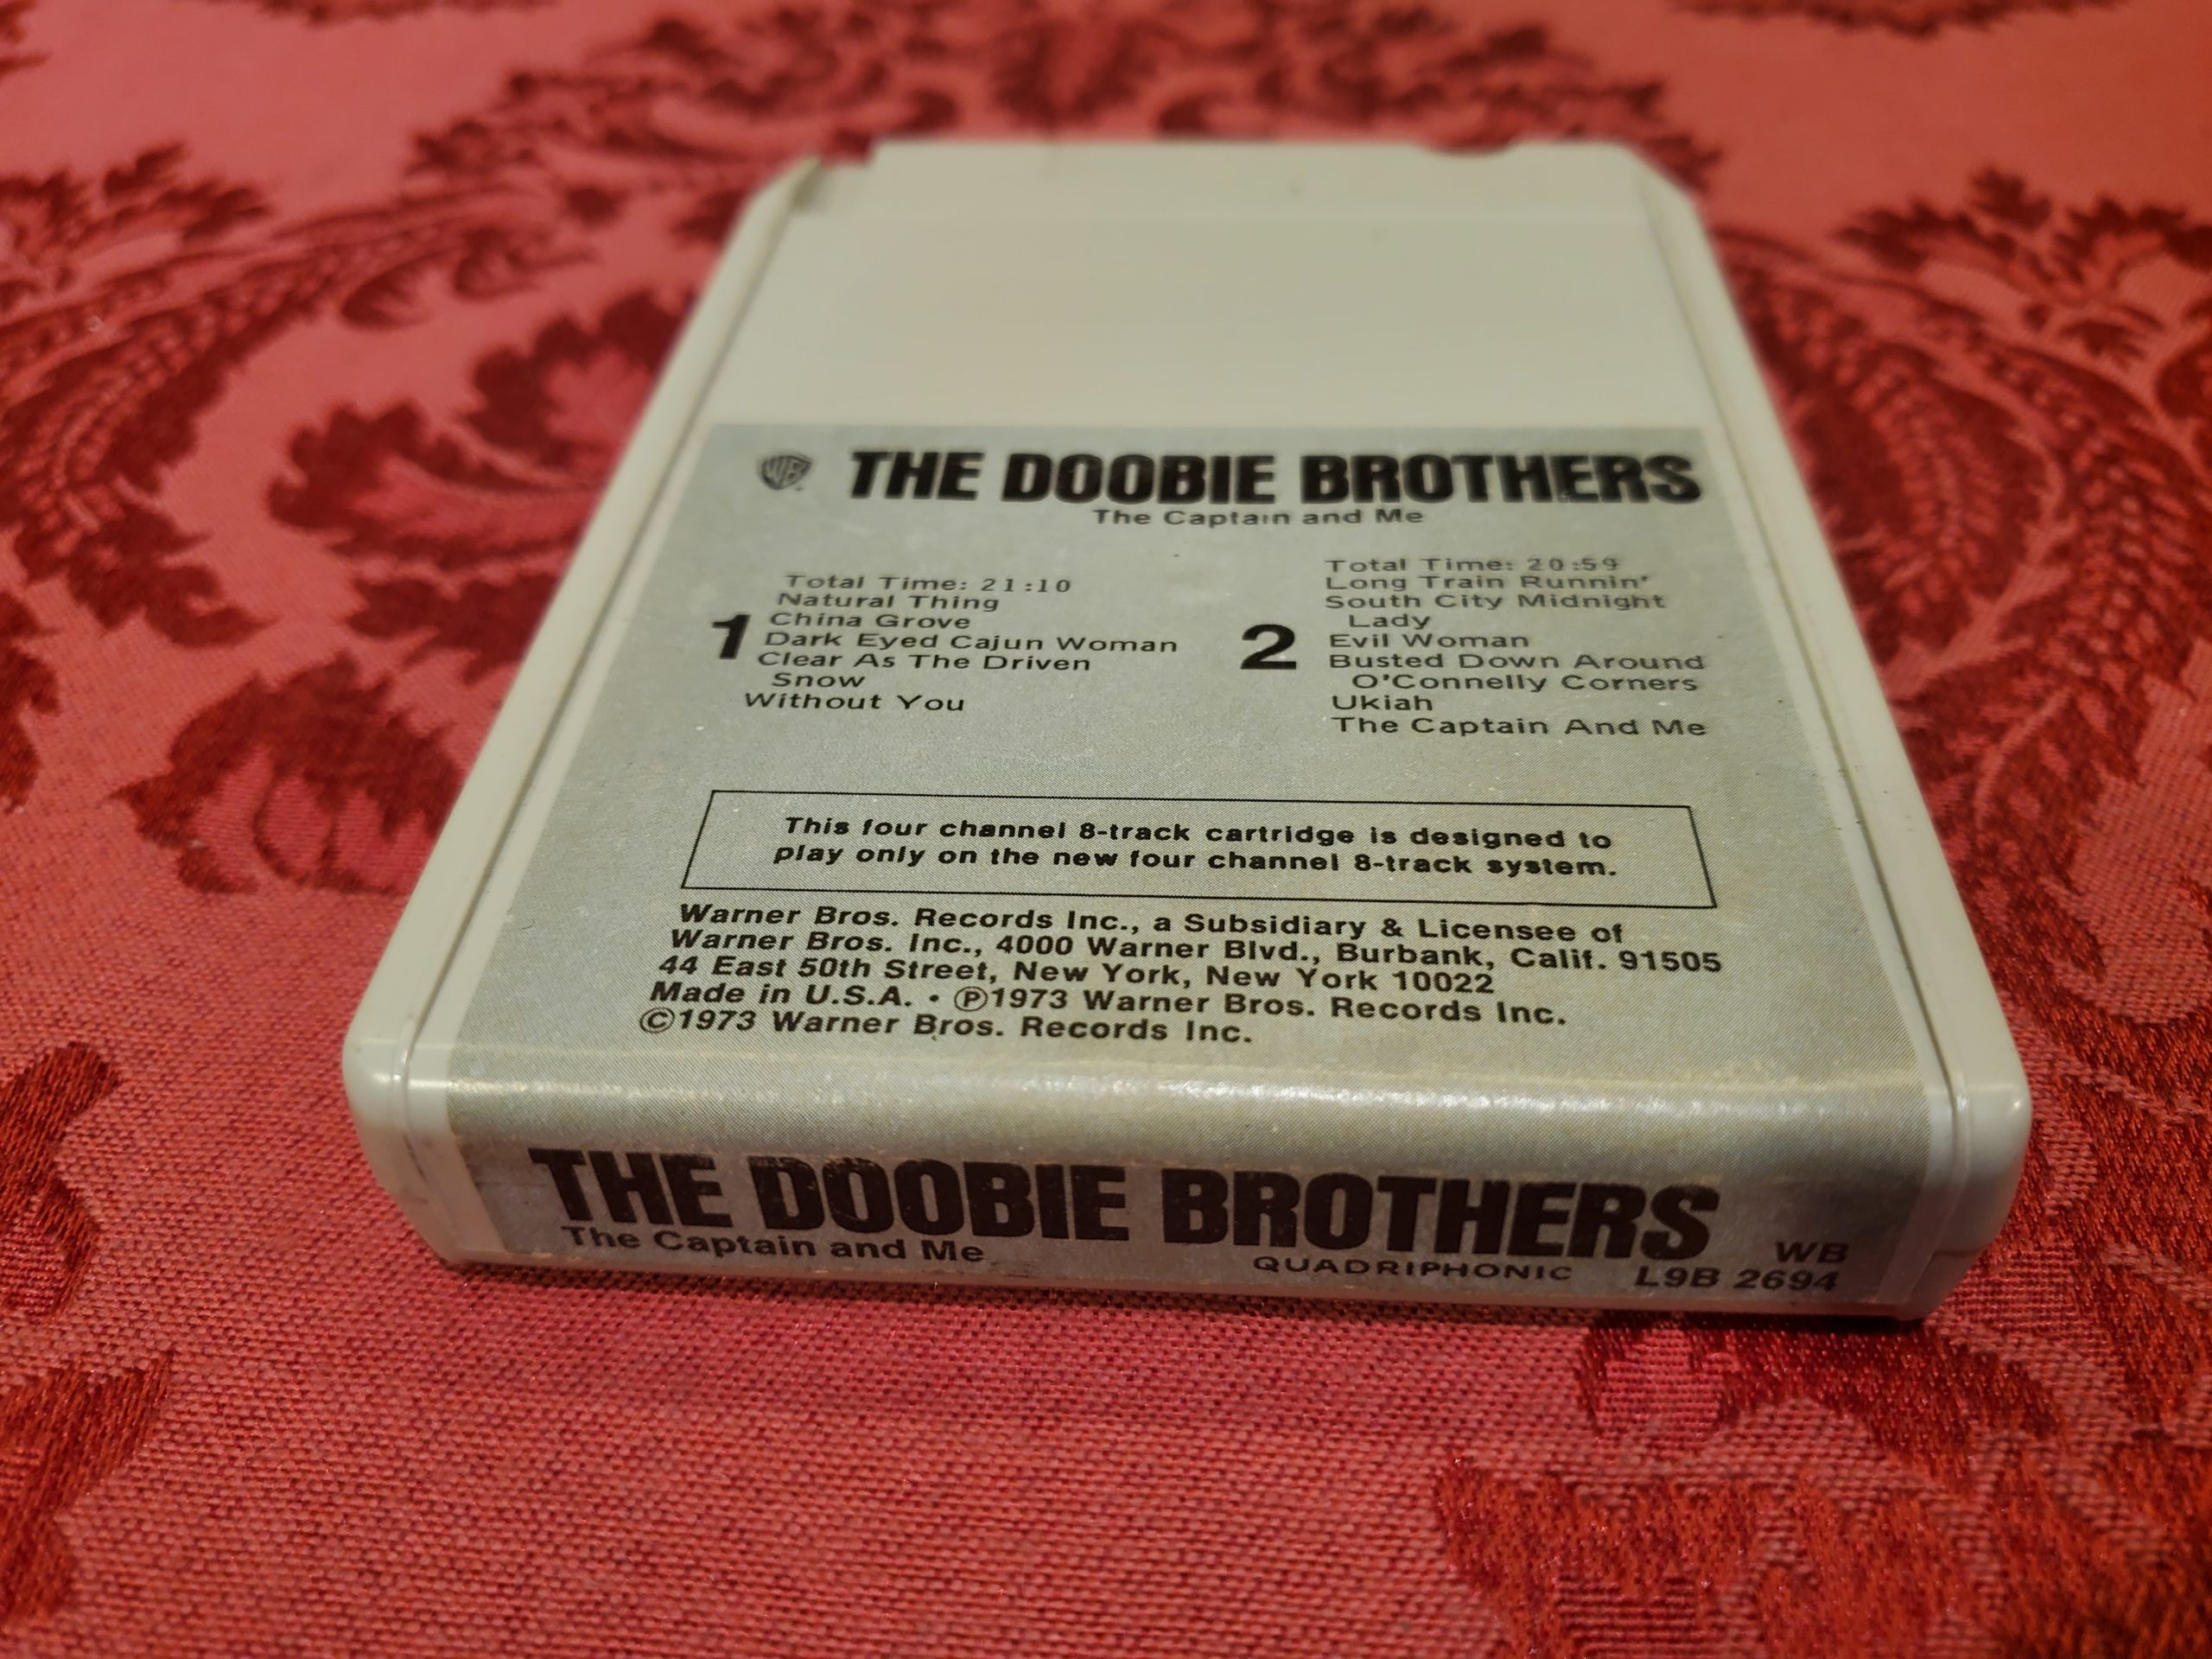 WB
THE DOOBIE BROTHERS
The Captain and Me
1
Total Time: 21:10
Natural Thing
China Grove
Dark Eyed Cajun Woman
Clear As The Driven
Snow
Without You
2
Total Time: 20:59
Long Train Runnin'
South City Midnight
Lady
Evil Woman
Busted Down Around
O'Connelly Corners
Ukiah
The Captain And Me
This four channel 8-track cartridge is designed to
play only on the new four channel 8-track system.
Warner Bros. Records Inc., a Subsidiary & Licensee of
Warner Bros. Inc., 4000 Warner Blvd., Burbank, Calif. 91505
44 East 50th Street, New York, New York 10022
Made in U.S.A. • Ⓟ1973 Warner Bros. Records Inc.
©1973 Warner Bros. Records Inc.
THE DOOBIE BROTHERS
The Captain and Me
QUADRIPHONIC
WB
L9B 2694